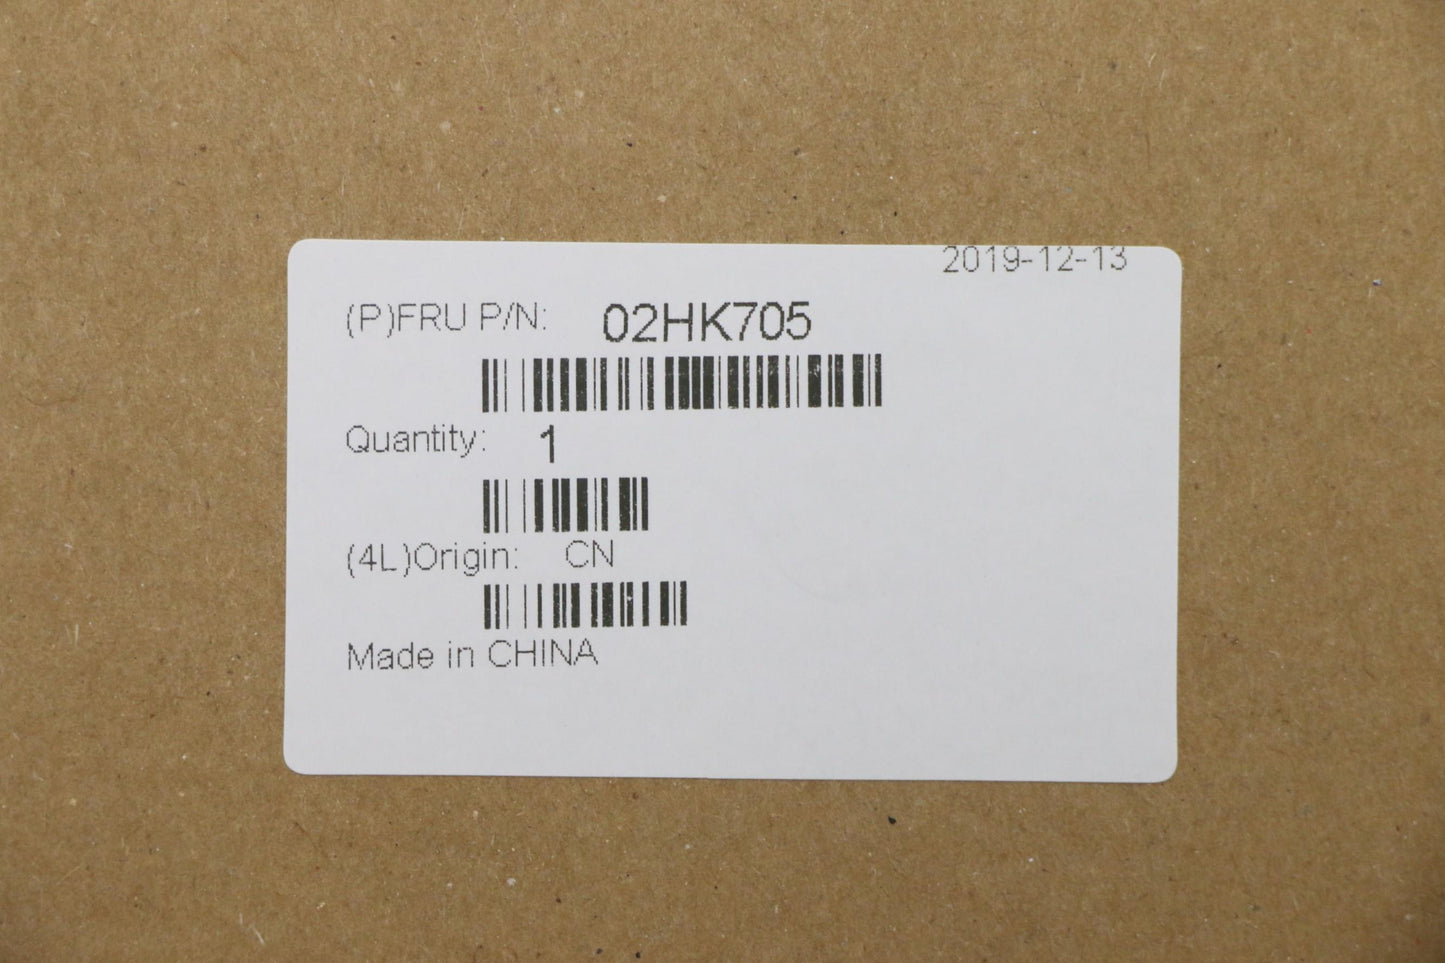 2019-12-13
(P)FRU P/N: 02HK705
Quantity: 1
(4L)Origin: CN
Made in CHINA